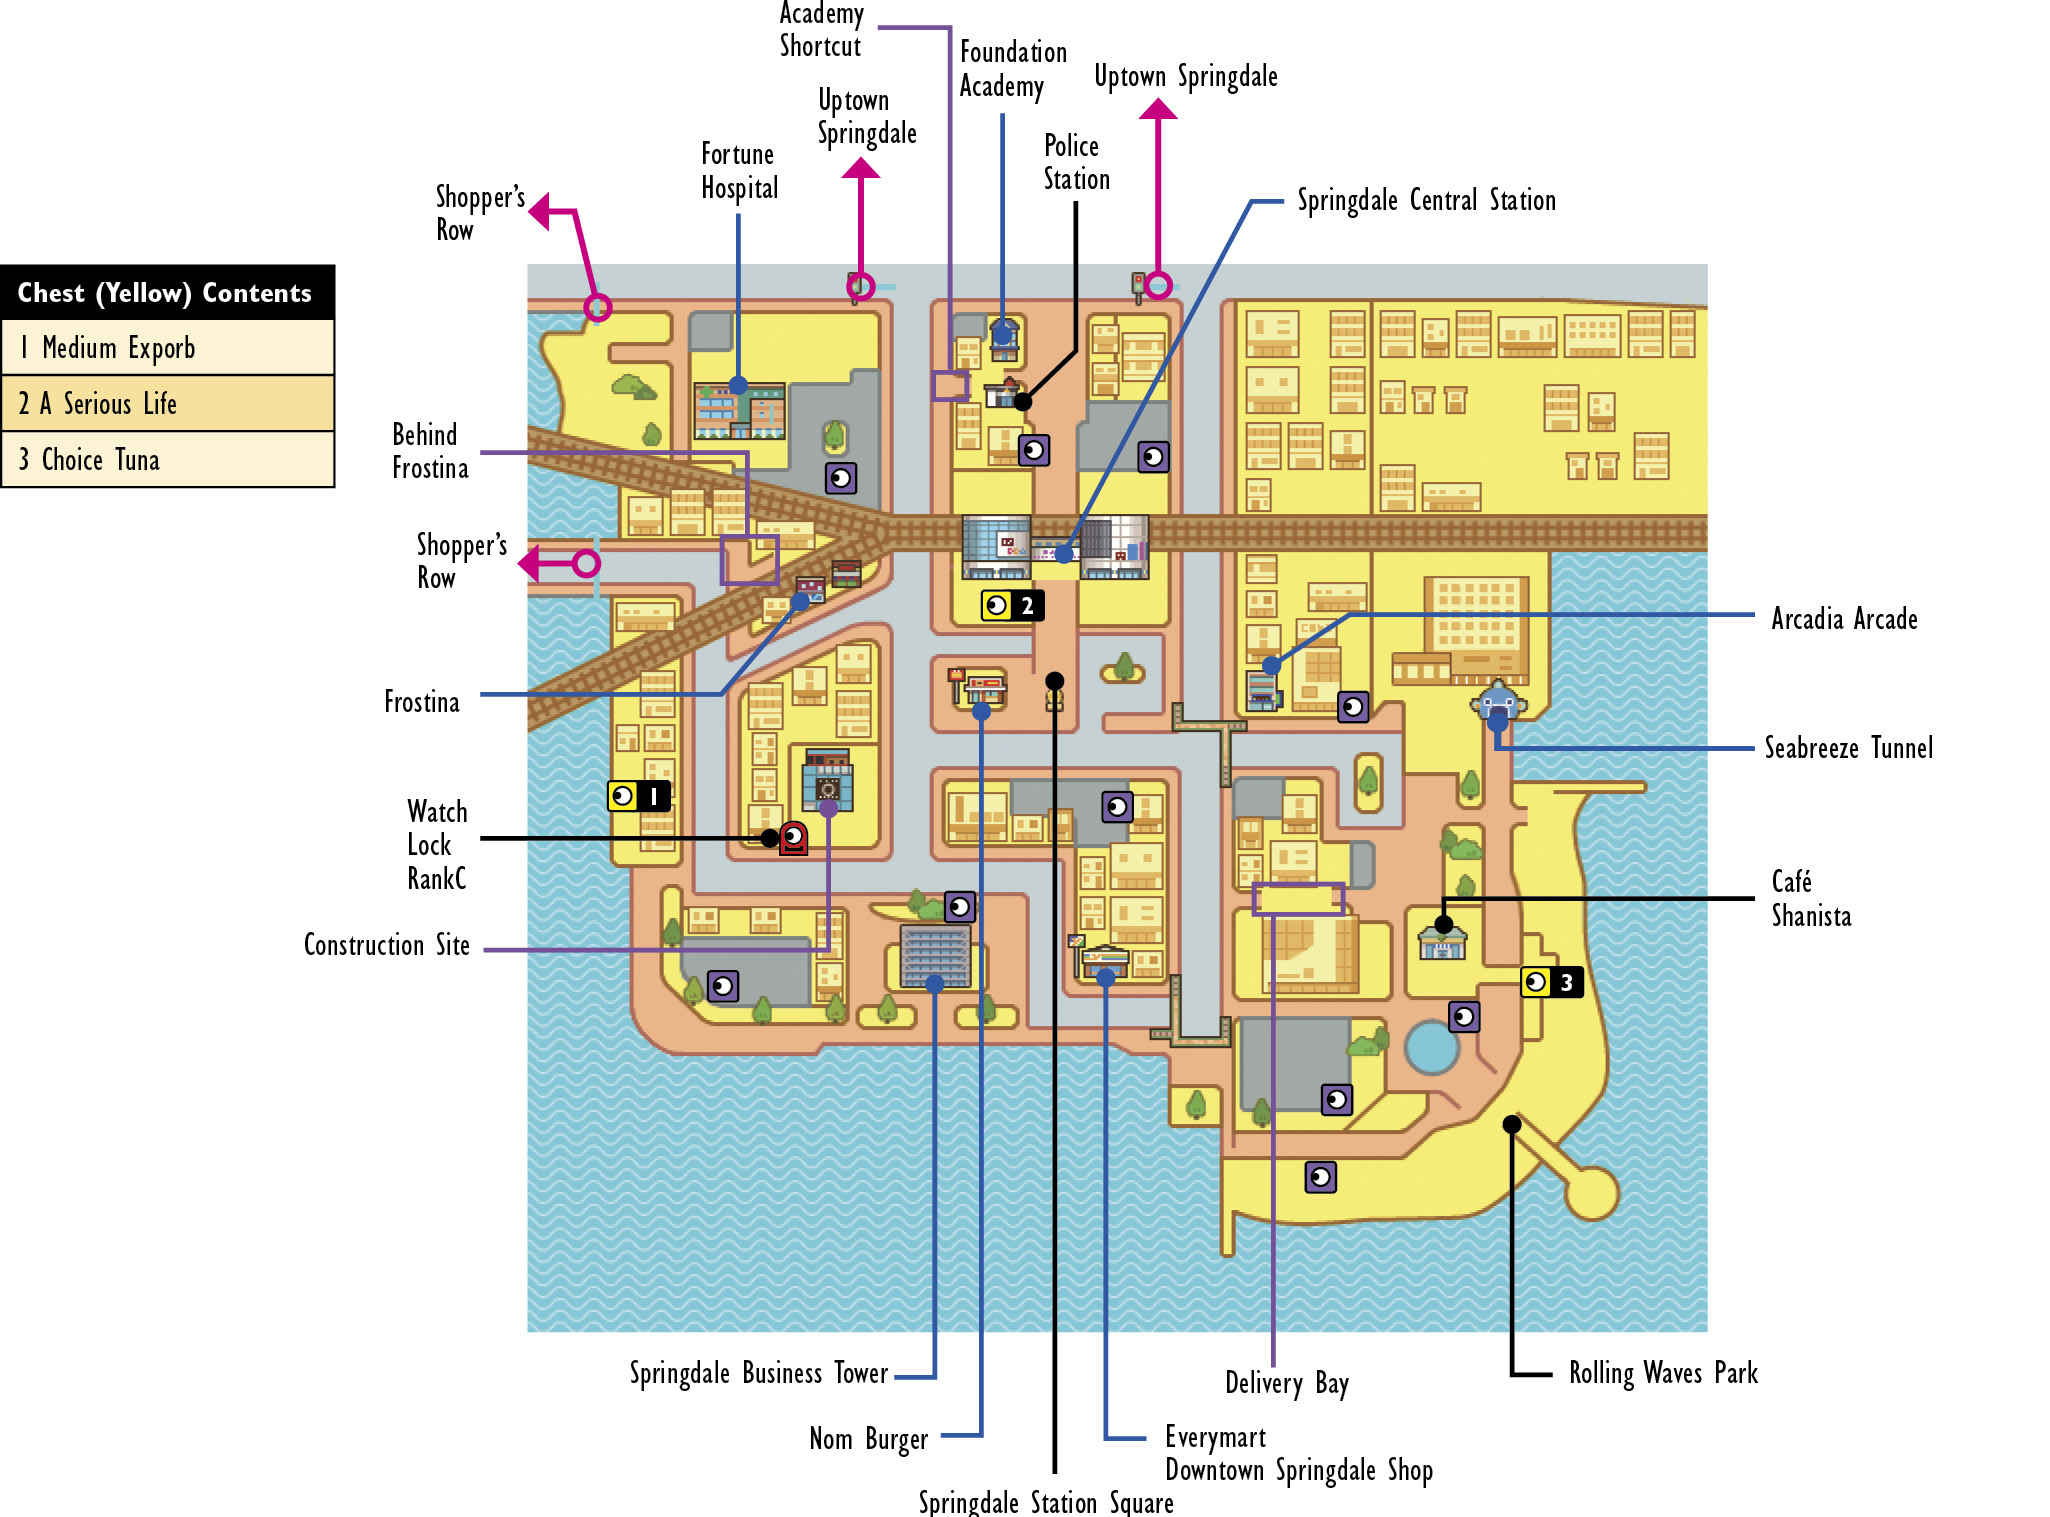 Academy
Shortcut
Foundation
Academy
Uptown Springdale
Uptown
Springdale
Police
Station
Fortune
Hospital
Shopper's
Row
Springdale Central Station
Chest (Yellow) Contents
1 Medium Exporb
2 A Serious Life
3 Choice Tuna
Behind
Frostina
Shopper's
Row
2
Arcadia Arcade
Frostina
Seabreeze Tunnel
1
Watch
Lock
RankC
Café
Shanista
Construction Site
3
Springdale Business Tower
Delivery Bay
Rolling Waves Park
Nom Burger
Everymart
Downtown Springdale Shop
Springdale Station Square